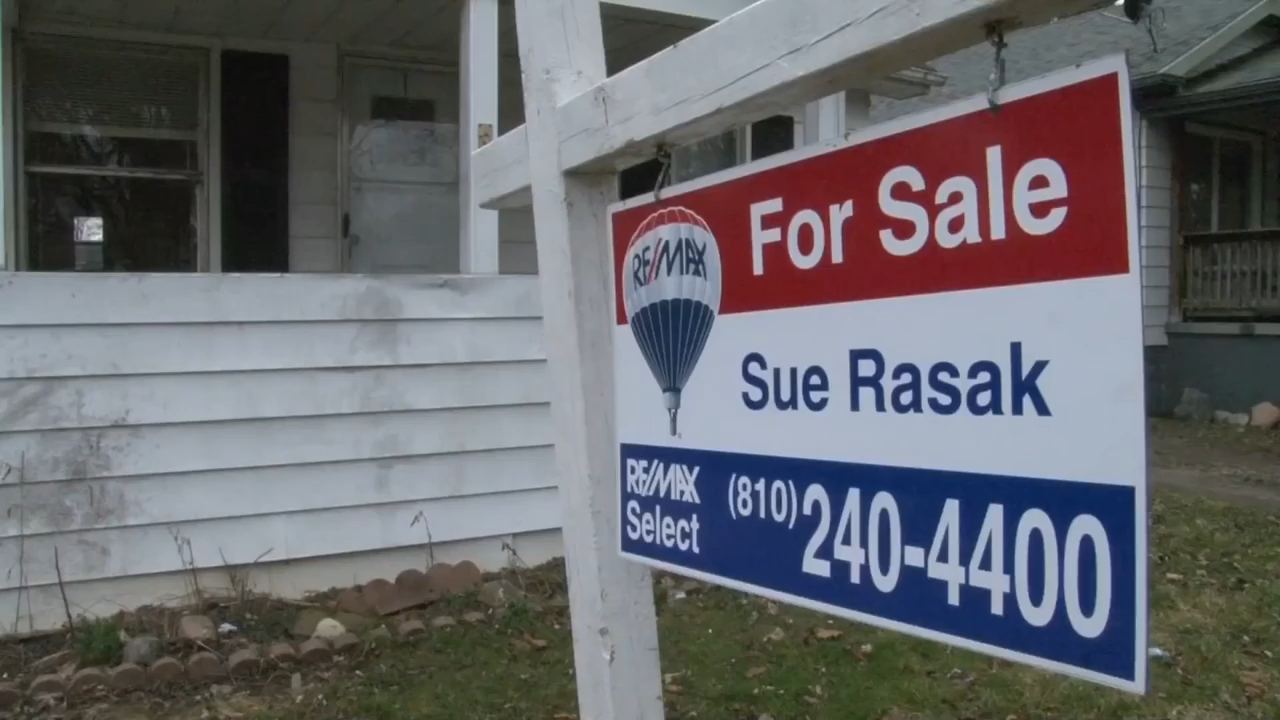 For Sale
RE/MAX
Sue Rasak
RE/MAX
Select
(810)240-4400